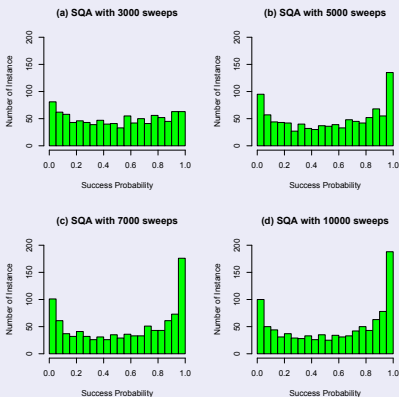 (a) SQA with 3000 sweeps
Number of Instance
200
150
100
50
0
0.0 0.2 0.4 0.6 0.8 1.0
Success Probability
(b) SQA with 5000 sweeps
Number of Instance
200
150
100
50
0
0.0 0.2 0.4 0.6 0.8 1.0
Success Probability
(c) SQA with 7000 sweeps
Number of Instance
200
150
100
50
0
0.0 0.2 0.4 0.6 0.8 1.0
Success Probability
(d) SQA with 10000 sweeps
Number of Instance
200
150
100
50
0
0.0 0.2 0.4 0.6 0.8 1.0
Success Probability